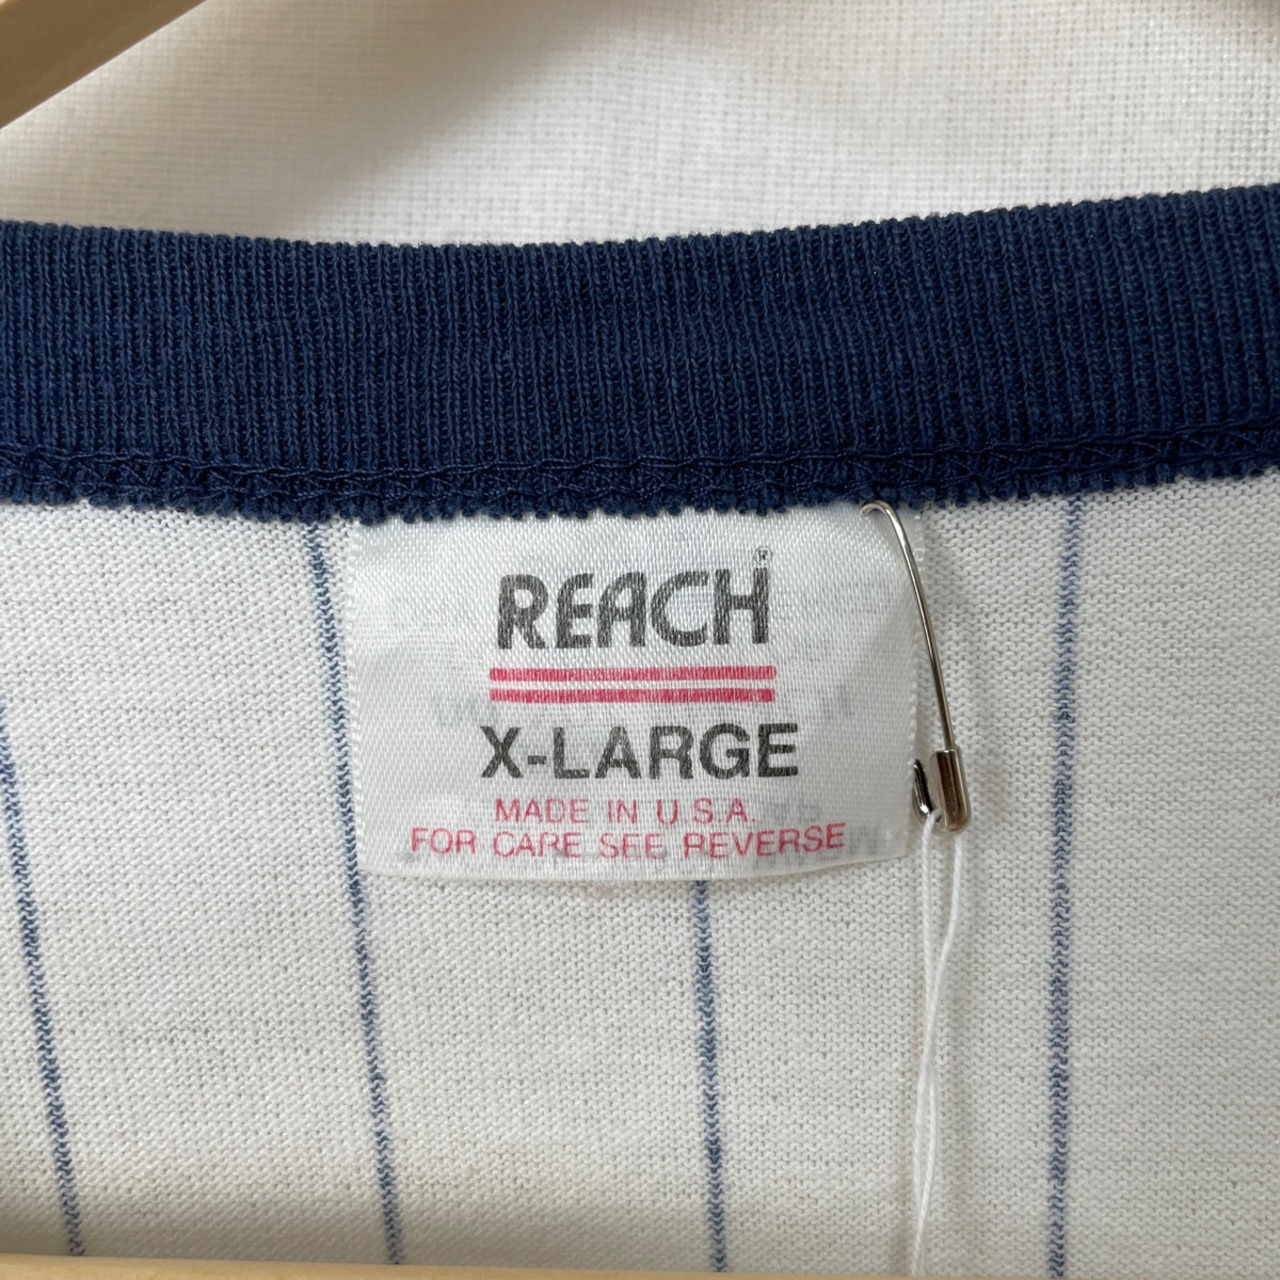 REACH®
X-LARGE
MADE IN U.S.A.
FOR CARE SEE REVERSE